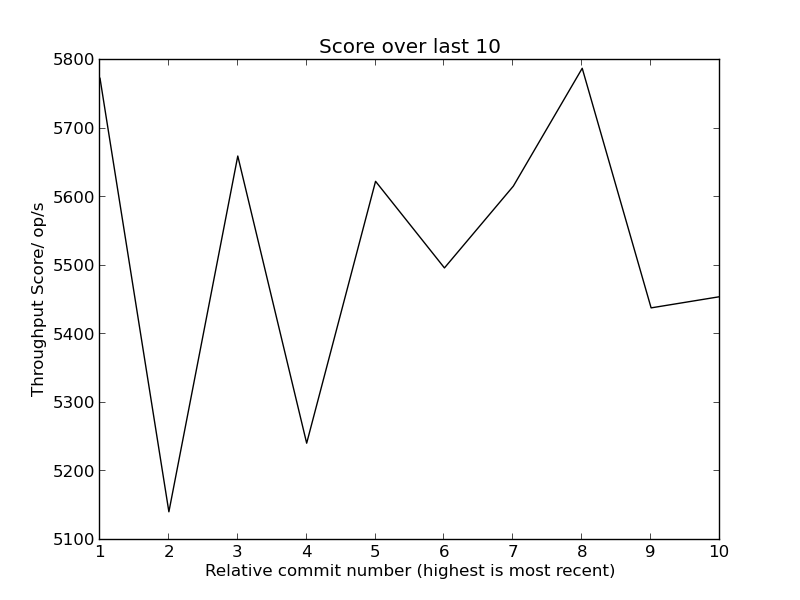 Score over last 10
5800
5700
5600
5500
5400
5300
5200
5100
Throughput Score/ op/s
1 2 3 4 5 6 7 8 9 10
Relative commit number (highest is most recent)